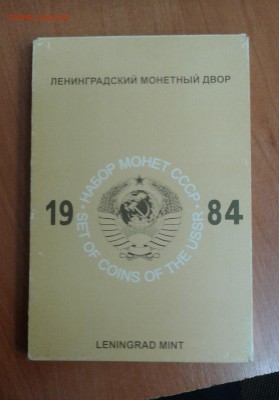 ЛЕНИНГРАДСКИЙ МОНЕТНЫЙ ДВОР
НАБОР МОНЕТ СССР
19 84
SET OF COINS OF THE USSR
LENINGRAD MINT